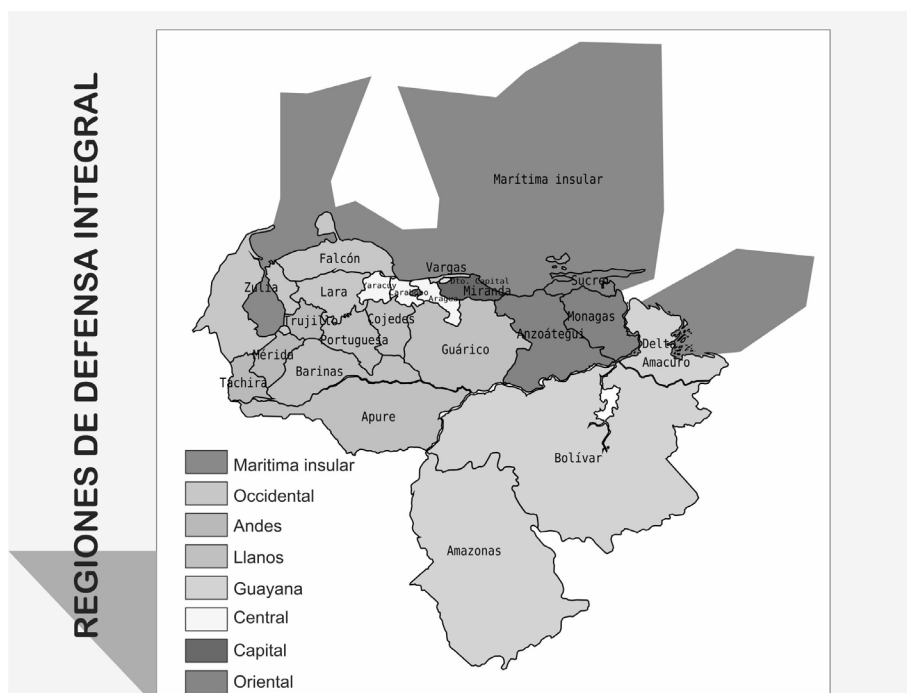 REGIONES DE DEFENSA INTEGRAL
Marítima insular
Falcón
Vargas
Dto. Capital
Sucre
Zulia
Lara
Yaracuy
Carabobo
Aragua
Miranda
Trujillo
Cojedes
Monagas
Portuguesa
Anzoátegui
Guárico
Delta
Amacuro
Mérida
Barinas
Táchira
Apure
Bolívar
Amazonas
Maritima insular
Occidental
Andes
Llanos
Guayana
Central
Capital
Oriental